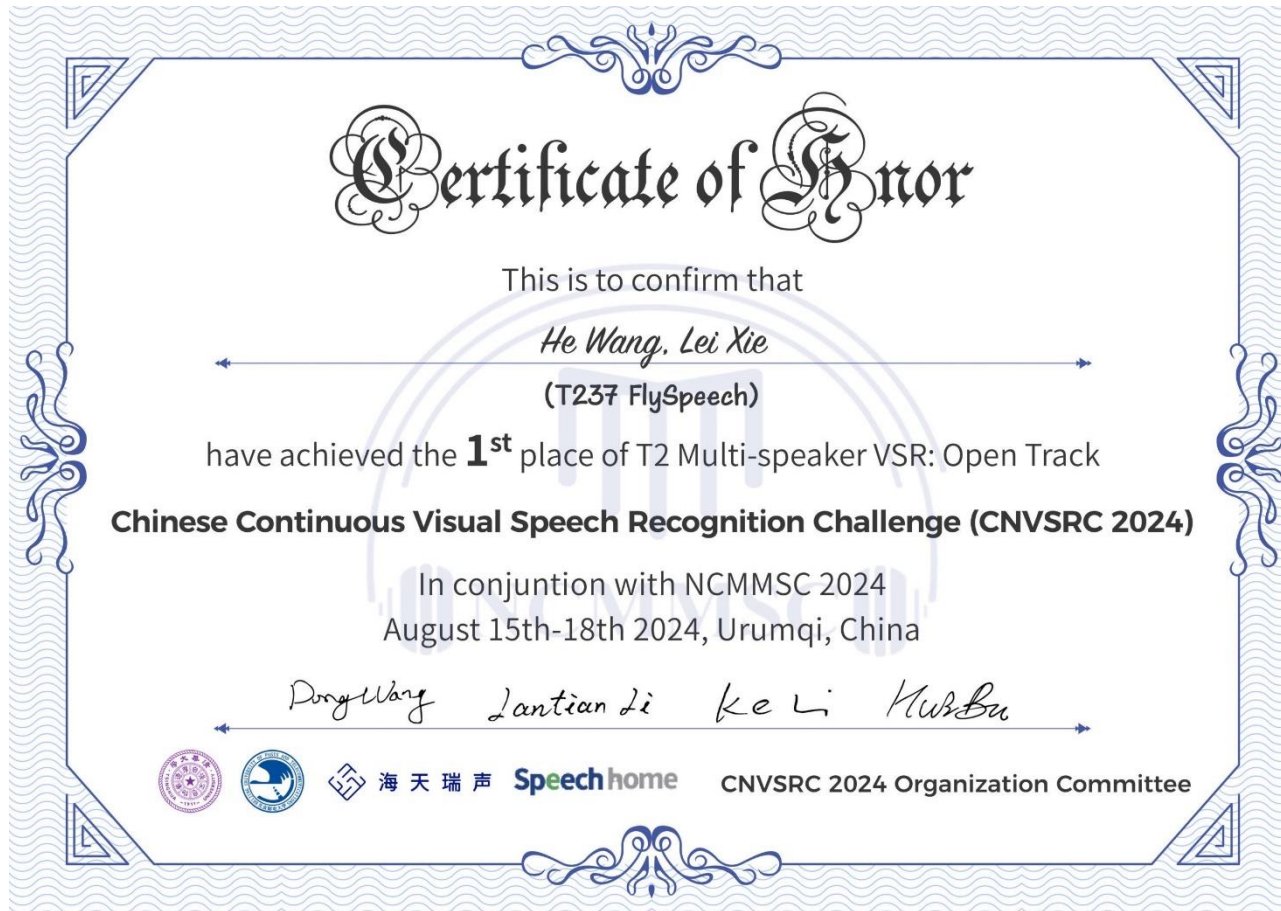 Certificate of Hnor
This is to confirm that
He Wang, Lei Xie
(T237 FlySpeech)
have achieved the 1st place of T2 Multi-speaker VSR: Open Track
Chinese Continuous Visual Speech Recognition Challenge (CNVSRC 2024)
In conjuntion with NCMMSC 2024
August 15th-18th 2024, Urumqi, China
NCMMSC
Dong Wang Lantian Li Ke Li Hui Bu
海天瑞声 Speechhome CNVSRC 2024 Organization Committee